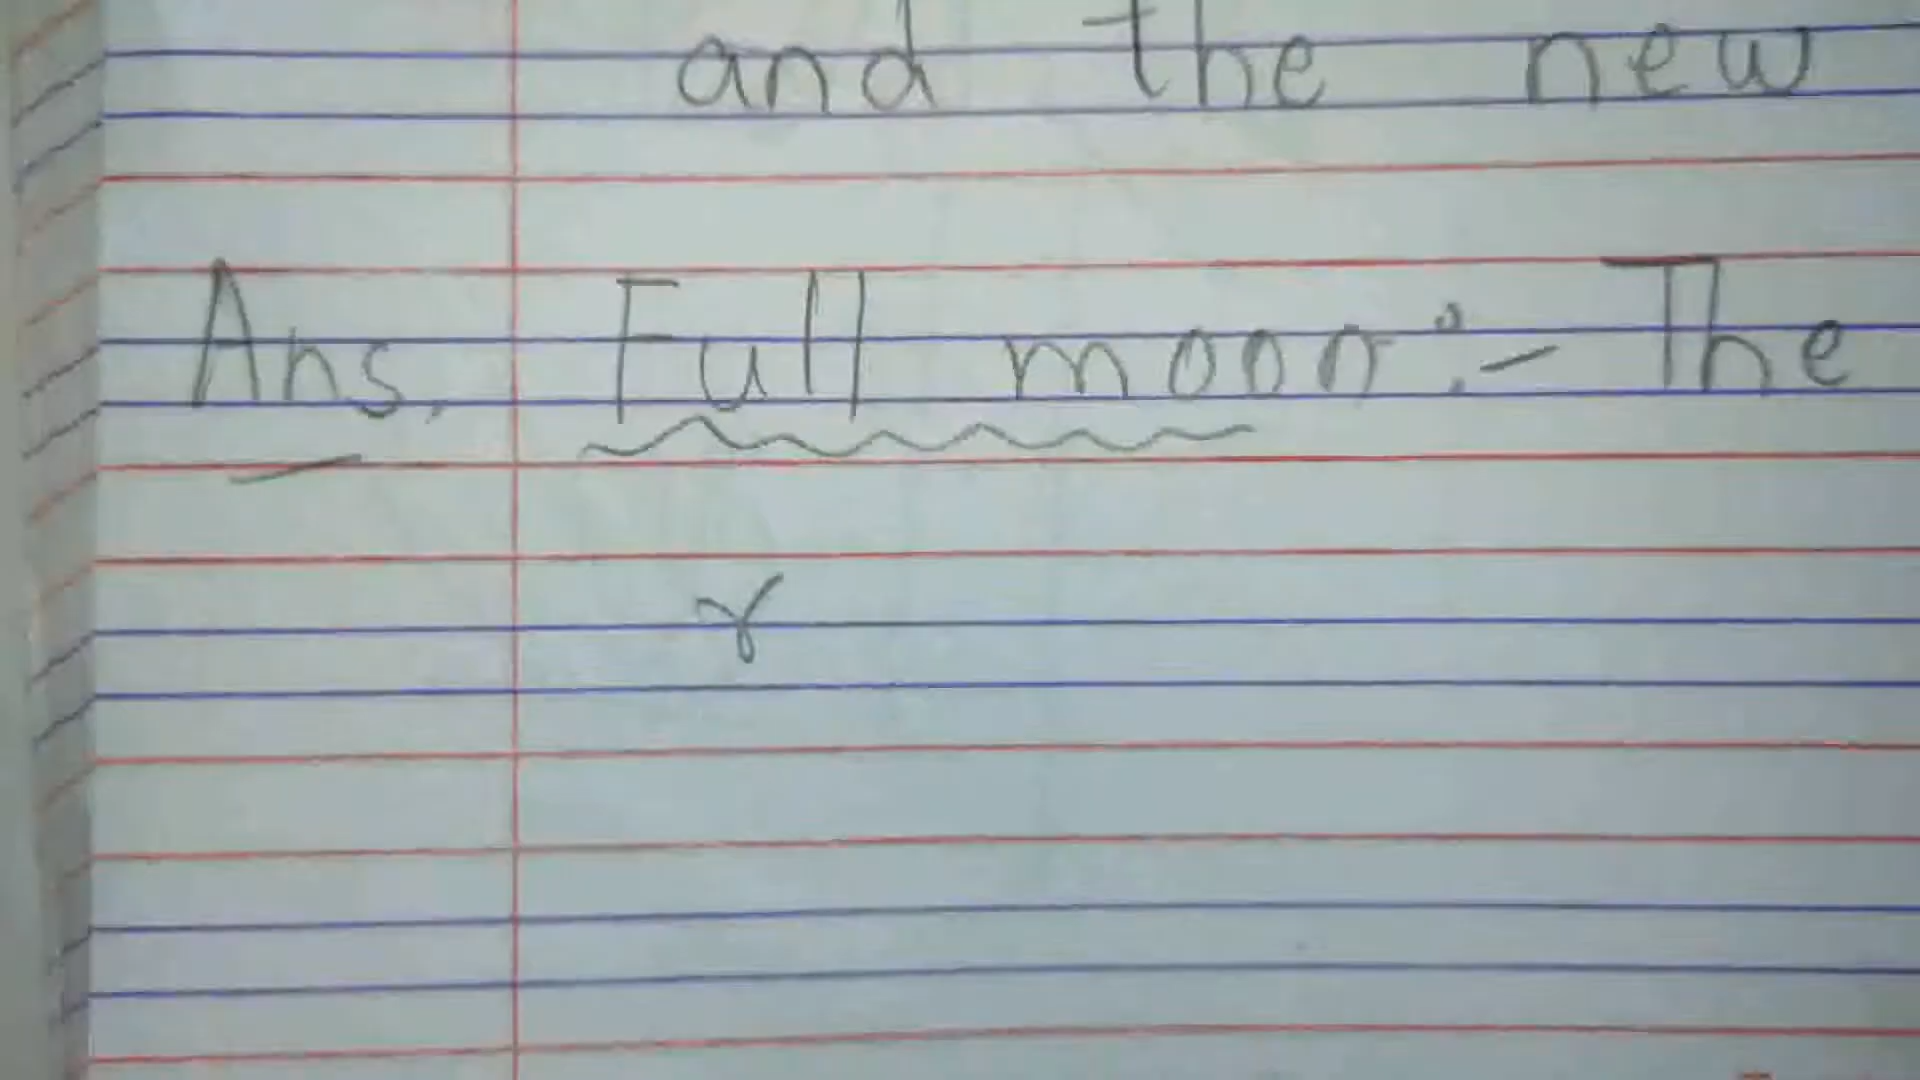 and the new
Ans. Full moon :- The
r